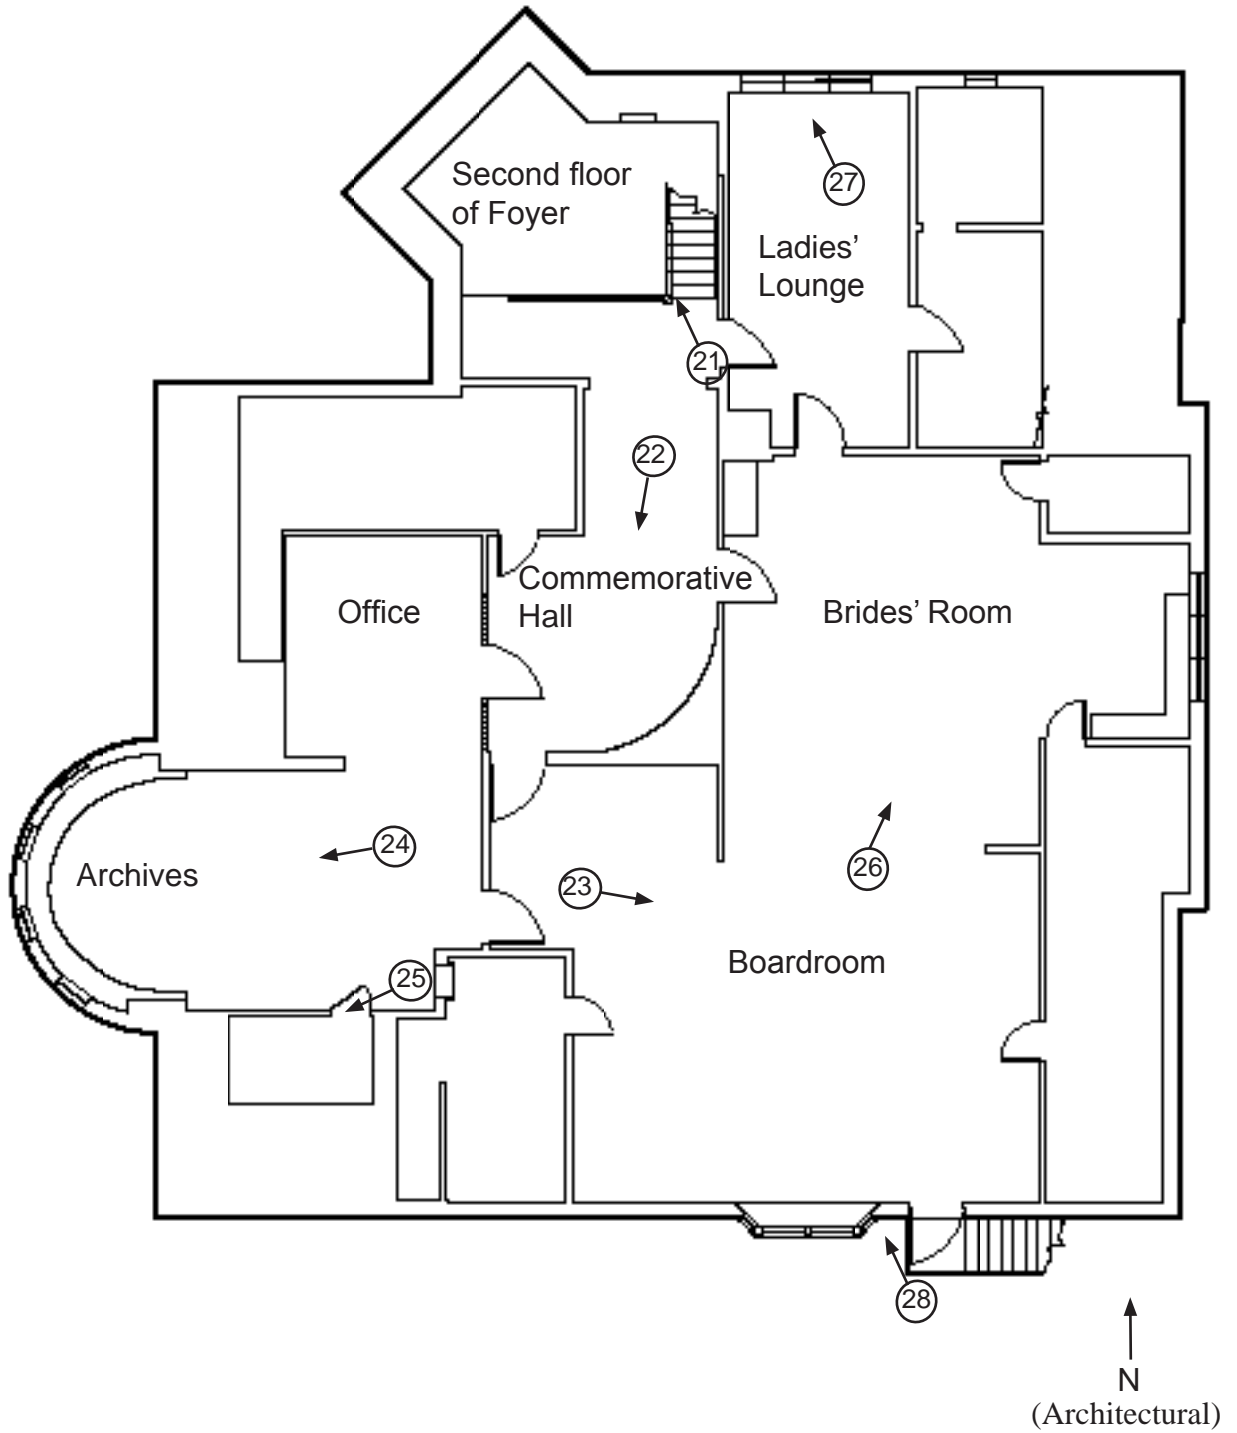 Second floor
of Foyer
27
Ladies’
Lounge
21
22
Commemorative
Hall
Office
Brides’ Room
24
Archives
23
26
Boardroom
25
28
N
(Architectural)